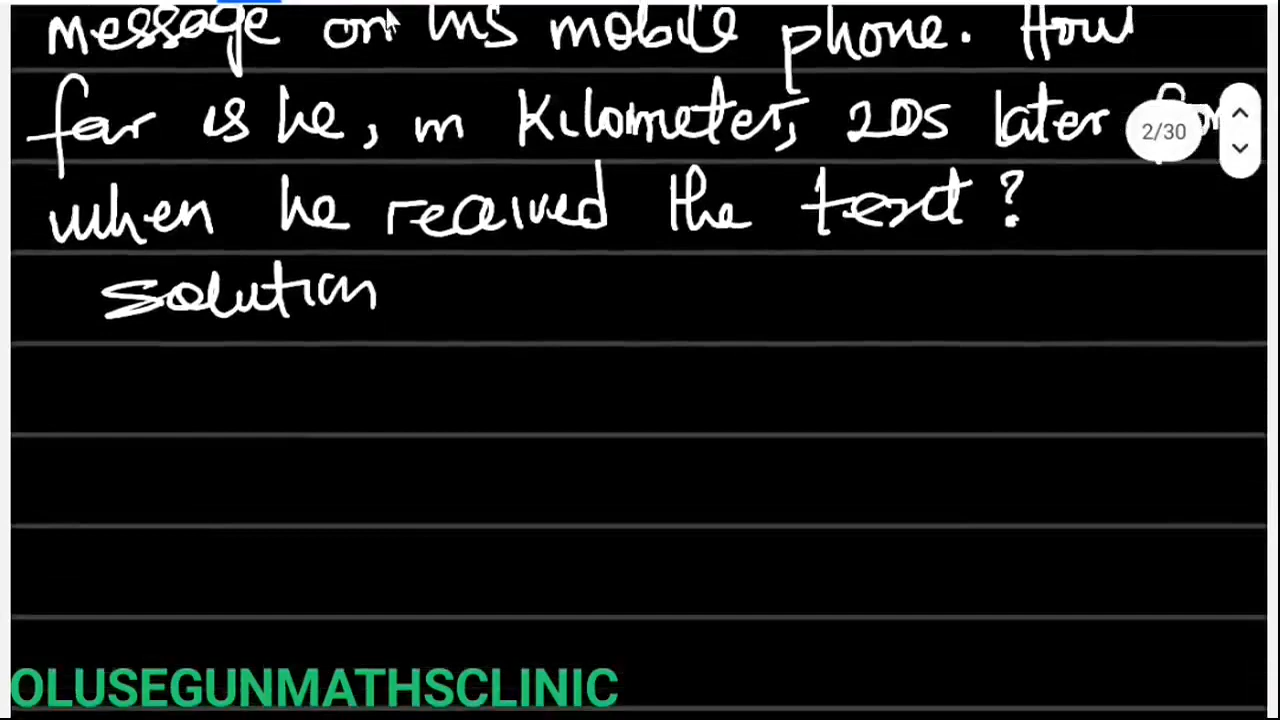 message on his mobile phone. How
far is he, in Kilometer, 20s later
2/30
when he received the text?
solution
OLUSEGUNMATHSCLINIC